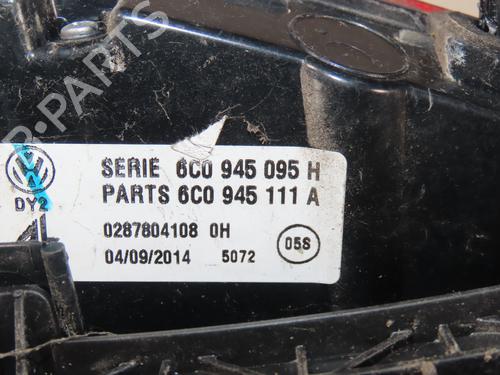 B-PARTS
SERIE 6C0 945 095 H
PARTS 6C0 945 111 A
DY2
0287804108 0H
05S
04/09/2014 5072